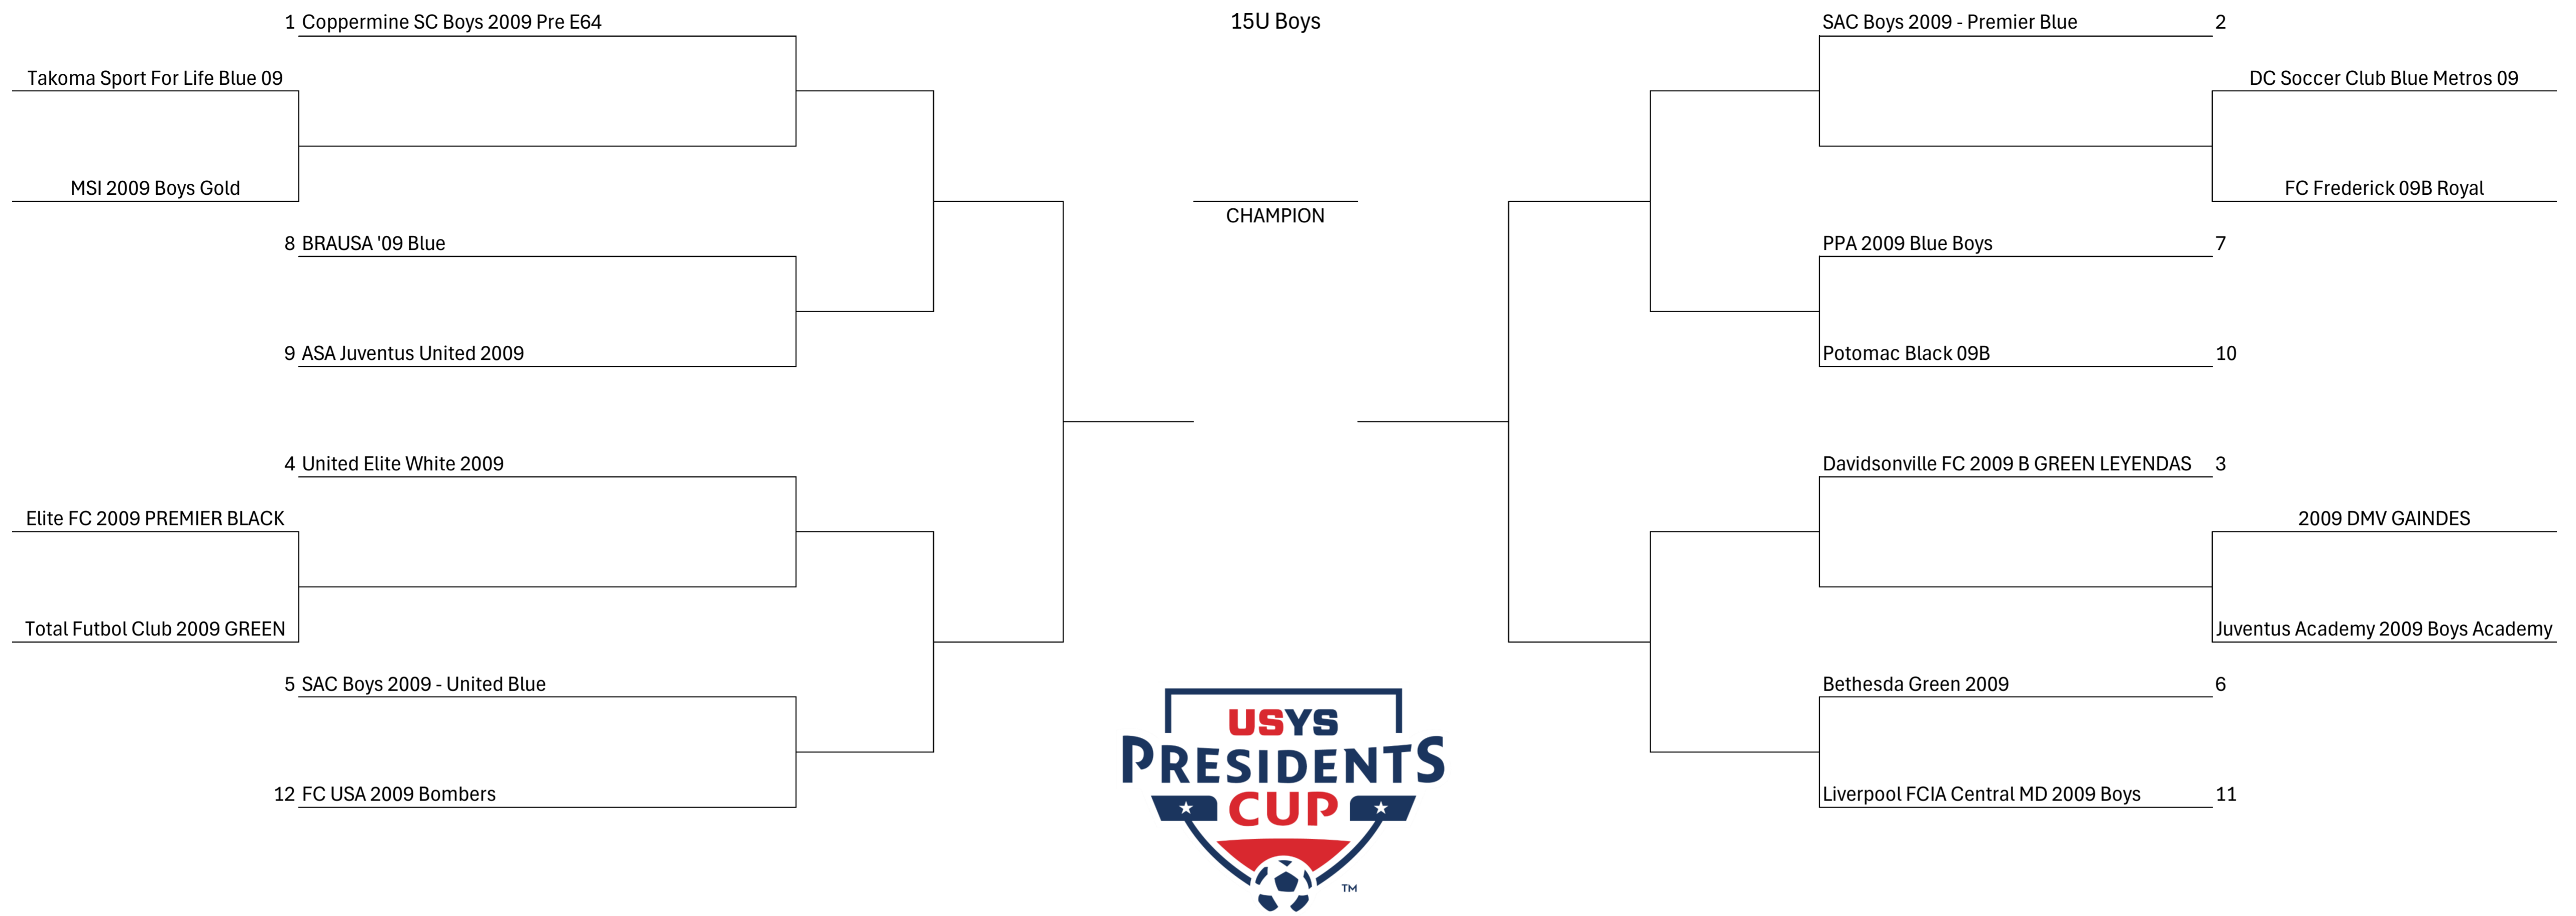 15U Boys
1 Coppermine SC Boys 2009 Pre E64
Takoma Sport For Life Blue 09
MSI 2009 Boys Gold
8 BRAUSA '09 Blue
9 ASA Juventus United 2009
4 United Elite White 2009
Elite FC 2009 PREMIER BLACK
Total Futbol Club 2009 GREEN
5 SAC Boys 2009 - United Blue
12 FC USA 2009 Bombers
CHAMPION
SAC Boys 2009 - Premier Blue 2
DC Soccer Club Blue Metros 09
FC Frederick 09B Royal
PPA 2009 Blue Boys 7
Potomac Black 09B 10
Davidsonville FC 2009 B GREEN LEYENDAS 3
2009 DMV GAINDES
Juventus Academy 2009 Boys Academy
Bethesda Green 2009 6
Liverpool FCIA Central MD 2009 Boys 11
USYS
PRESIDENTS
CUP
TM